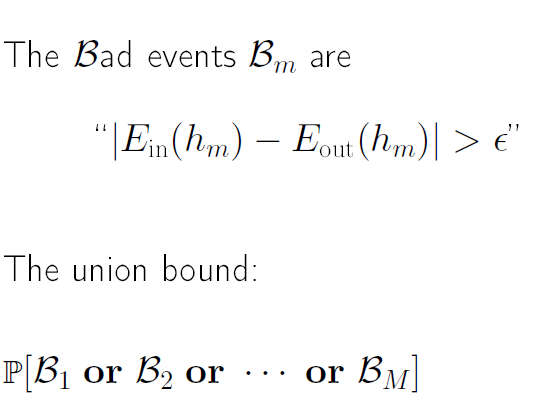 The Bad events ℬₘ are
“|E_in(hₘ) − E_out(hₘ)| > ϵ”
The union bound:
ℙ[ℬ₁ or ℬ₂ or ⋯ or ℬ_M]